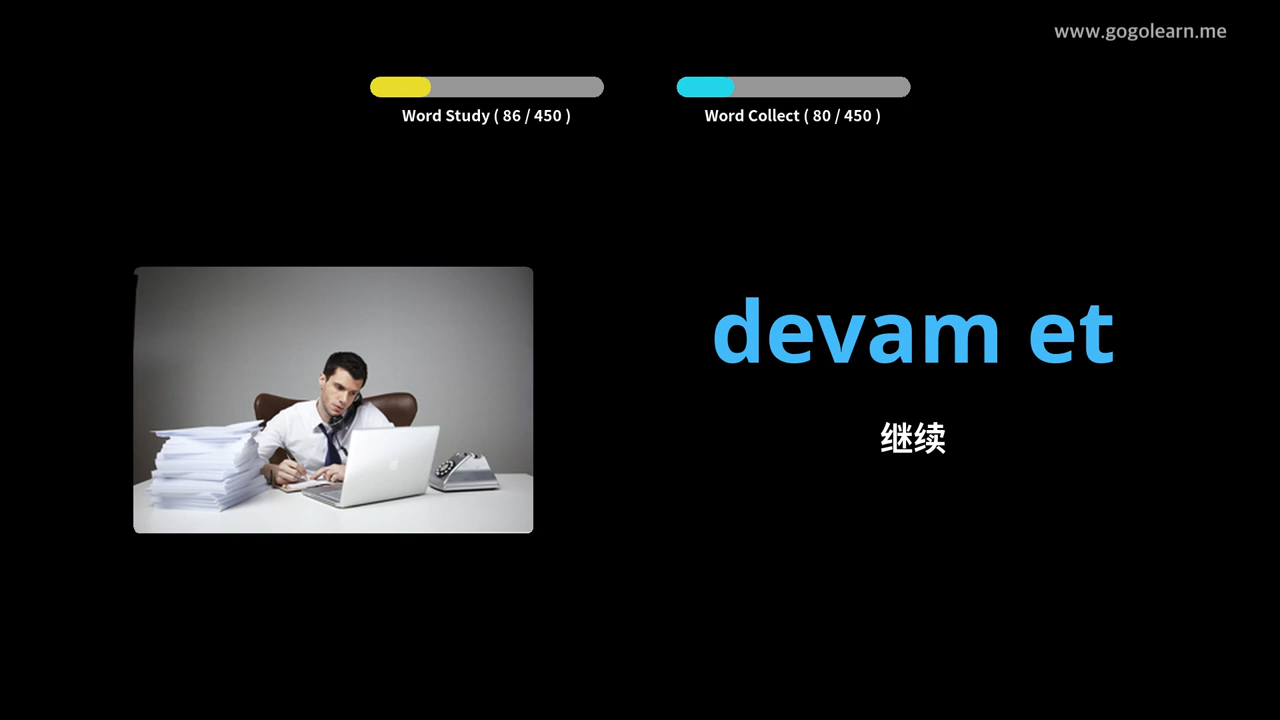 www.gogolearn.me
Word Study ( 86 / 450 )
Word Collect ( 80 / 450 )
devam et
继续